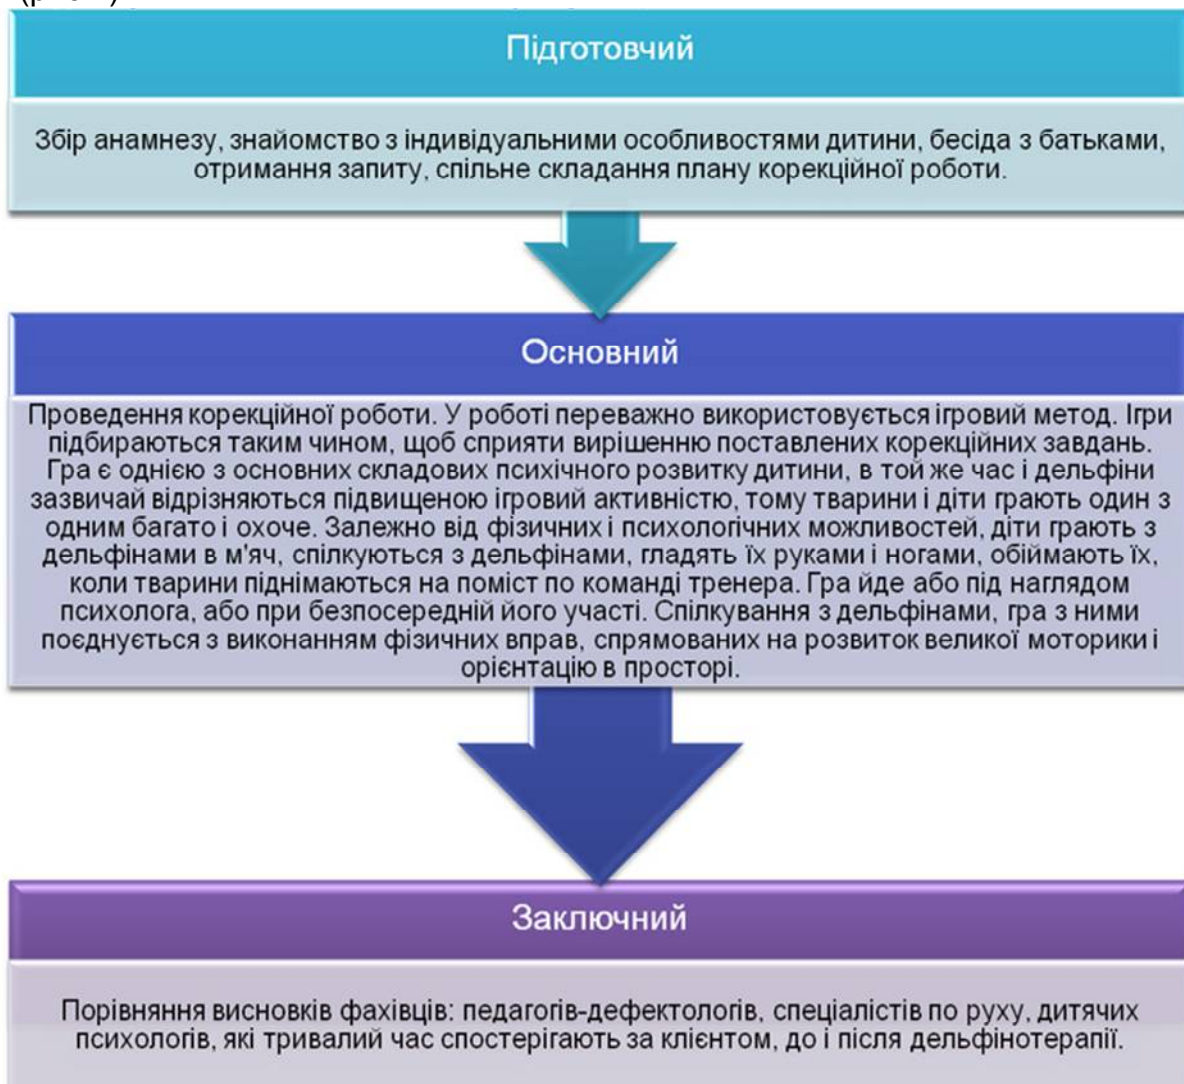 Підготовчий
Збір анамнезу, знайомство з індивідуальними особливостями дитини, бесіда з батьками,
отримання запиту, спільне складання плану корекційної роботи.
Основний
Проведення корекційної роботи. У роботі переважно використовується ігровий метод. Ігри
підбираються таким чином, щоб сприяти вирішенню поставлених корекційних завдань.
Гра є однією з основних складових психічного розвитку дитини, в той же час і дельфіни
зазвичай відрізняються підвищеною ігровий активністю, тому тварини і діти грають один з
одним багато і охоче. Залежно від фізичних і психологічних можливостей, діти грають з
дельфінами в м'яч, спілкуються з дельфінами, гладять їх руками і ногами, обіймають їх,
коли тварини піднімаються на поміст по команді тренера. Гра йде або під наглядом
психолога, або при безпосередній його участі. Спілкування з дельфінами, гра з ними
поєднується з виконанням фізичних вправ, спрямованих на розвиток великої моторики і
орієнтацію в просторі.
Заключний
Порівняння висновків фахівців: педагогів-дефектологів, спеціалістів по руху, дитячих
психологів, які тривалий час спостерігають за клієнтом, до і після дельфінотерапії.